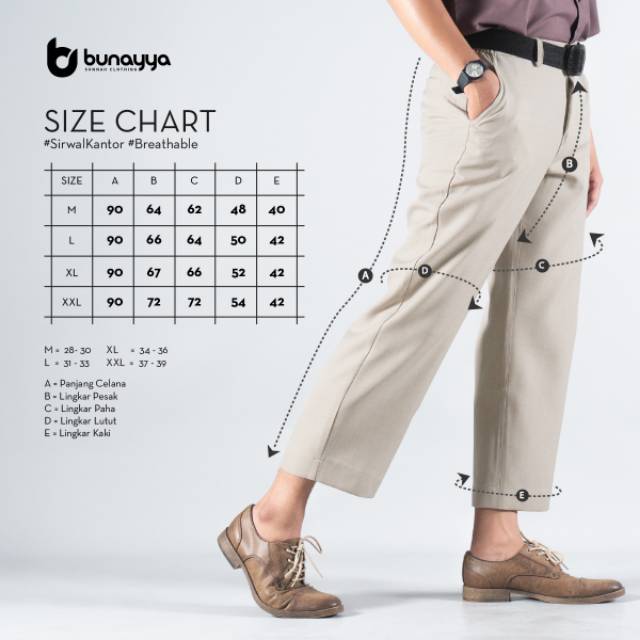 bunayya
SUNNAH CLOTHING
SIZE CHART
#SirwalKantor #Breathable
SIZE A B C D E
M 90 64 62 48 40
L 90 66 64 50 42
XL 90 67 66 52 42
XXL 90 72 72 54 42
M = 28- 30 XL = 34 - 36
L = 31 - 33 XXL = 37 - 39
A = Panjang Celana
B = Lingkar Pesak
C = Lingkar Paha
D = Lingkar Lutut
E = Lingkar Kaki
B
A
D
C
E